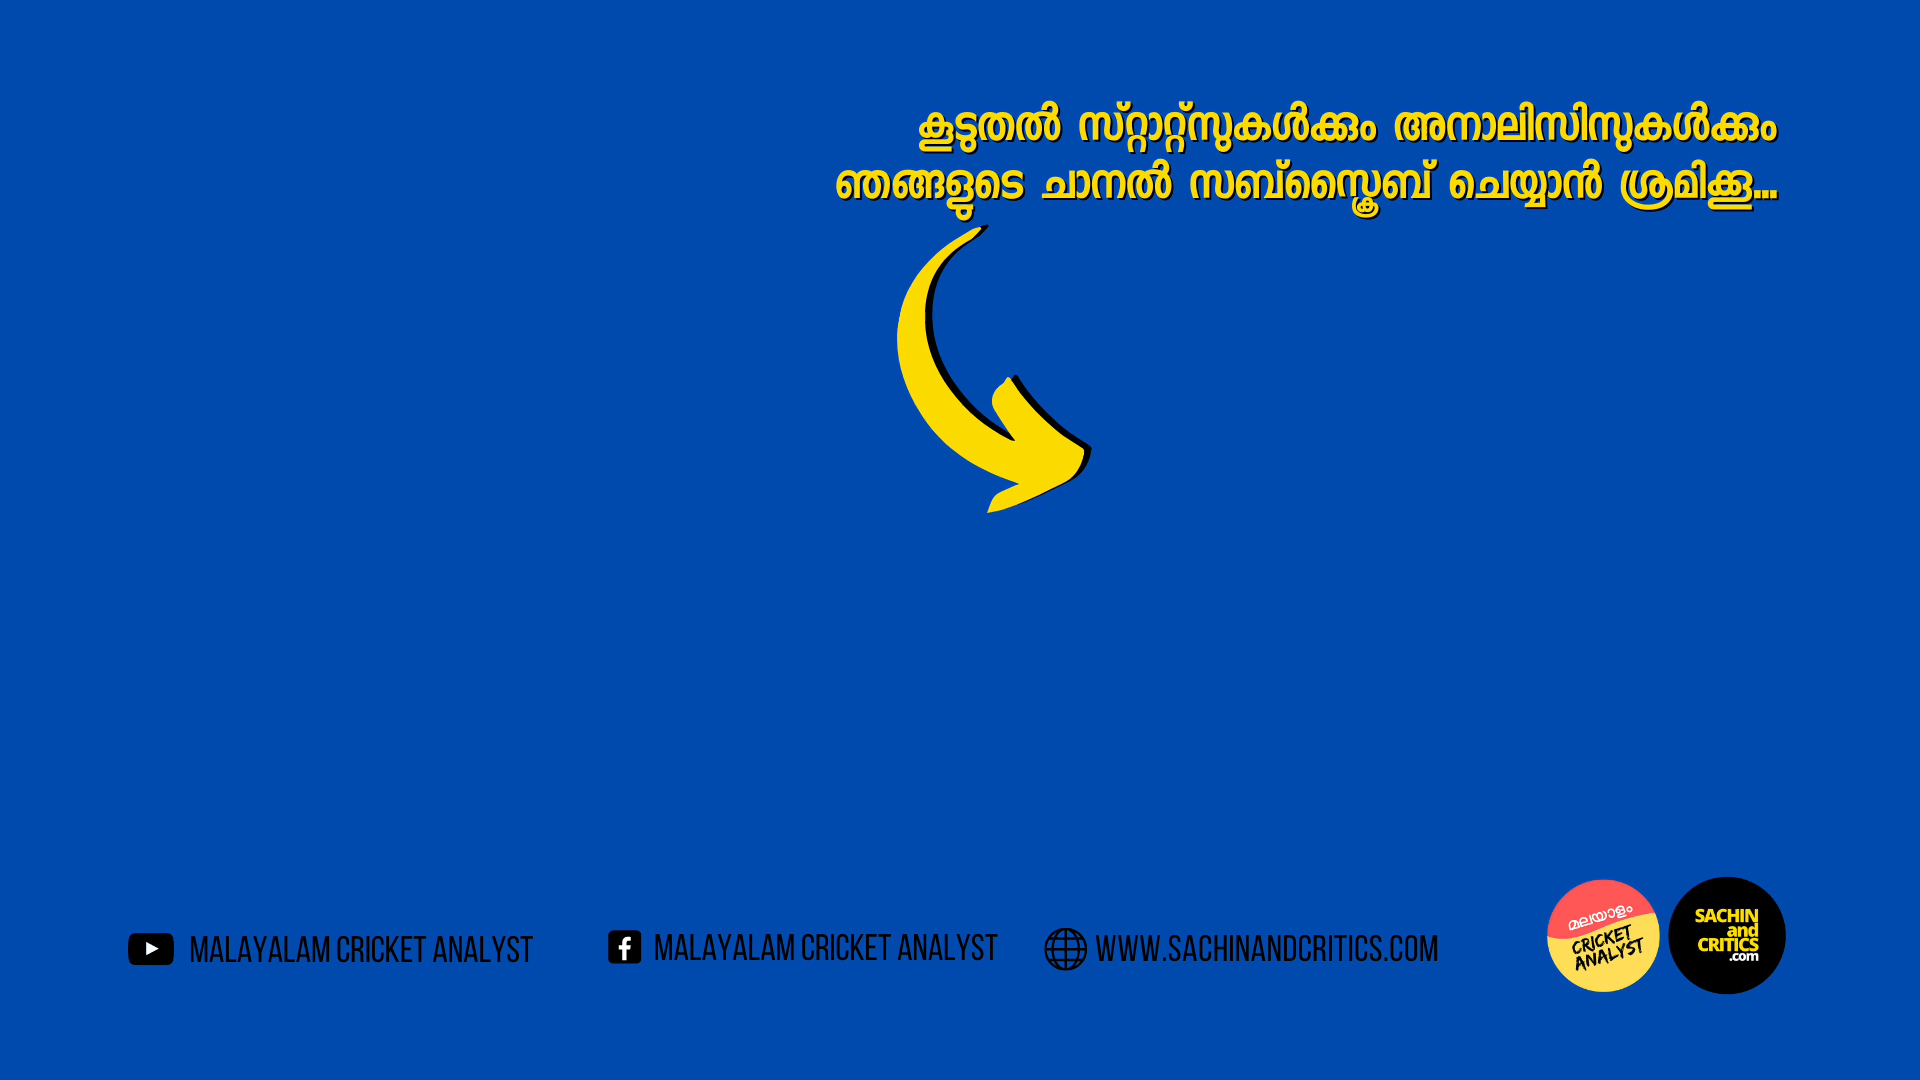 കൂടുതൽ സ്റ്റാറ്റ്സുകൾക്കും അനാലിസിസുകൾക്കും
ഞങ്ങളുടെ ചാനൽ സബ്സ്ക്രൈബ് ചെയ്യാൻ ശ്രമിക്കൂ...
MALAYALAM CRICKET ANALYST
MALAYALAM CRICKET ANALYST
WWW.SACHINANDCRITICS.COM
മലയാളം
CRICKET
ANALYST
SACHIN
and
CRITICS
.com